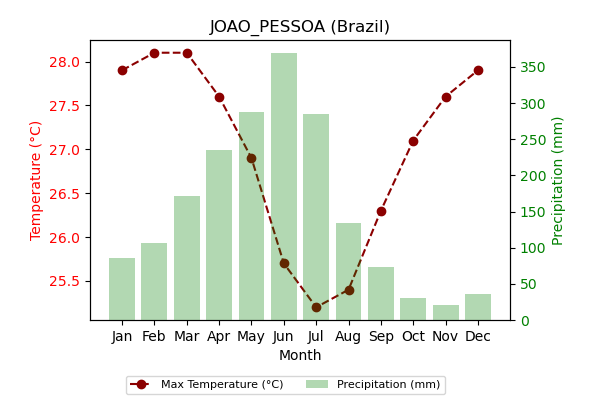 JOAO_PESSOA (Brazil)
Temperature (°C)
28.0
27.5
27.0
26.5
26.0
25.5
350
300
250
200
150
100
50
0
Precipitation (mm)
Jan Feb Mar Apr May Jun Jul Aug Sep Oct Nov Dec
Month
Max Temperature (°C) Precipitation (mm)